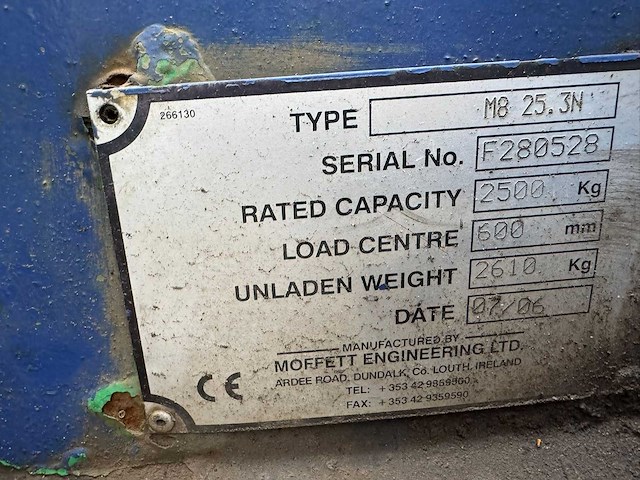 266130
TYPE M8 25.3N
SERIAL No. F280528
RATED CAPACITY 2500 Kg
LOAD CENTRE 600 mm
UNLADEN WEIGHT 2610 Kg
DATE 07/06
MANUFACTURED BY
MOFFETT ENGINEERING LTD.
ARDEE ROAD, DUNDALK, Co. LOUTH, IRELAND
TEL: +353 42 9359800
FAX: +353 42 9359590
CE